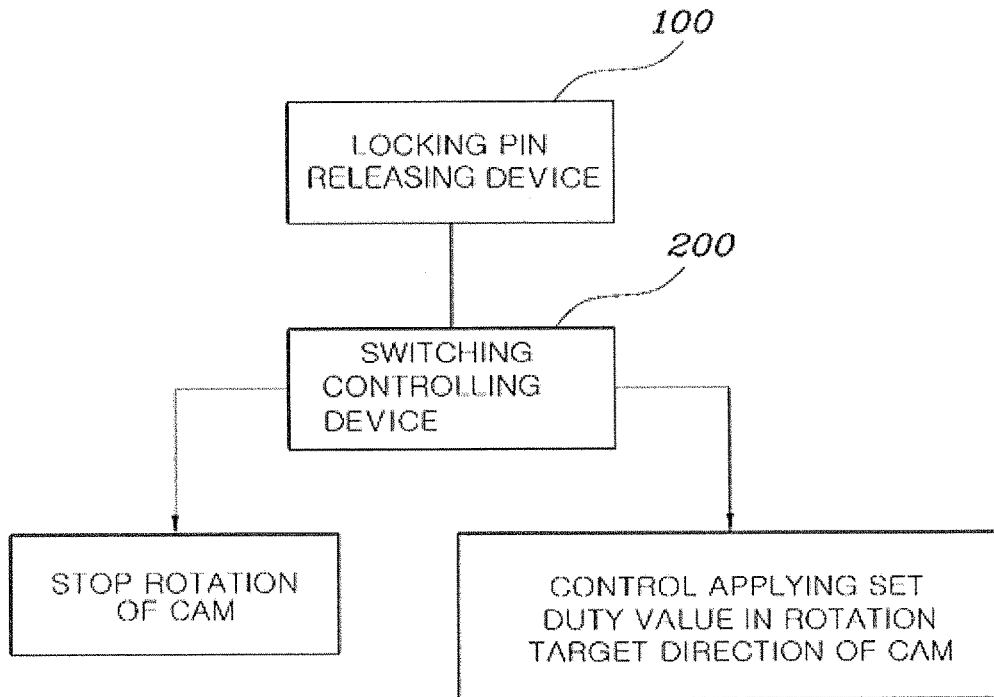 100
LOCKING PIN
RELEASING DEVICE
200
SWITCHING
CONTROLLING
DEVICE
STOP ROTATION
OF CAM
CONTROL APPLYING SET
DUTY VALUE IN ROTATION
TARGET DIRECTION OF CAM